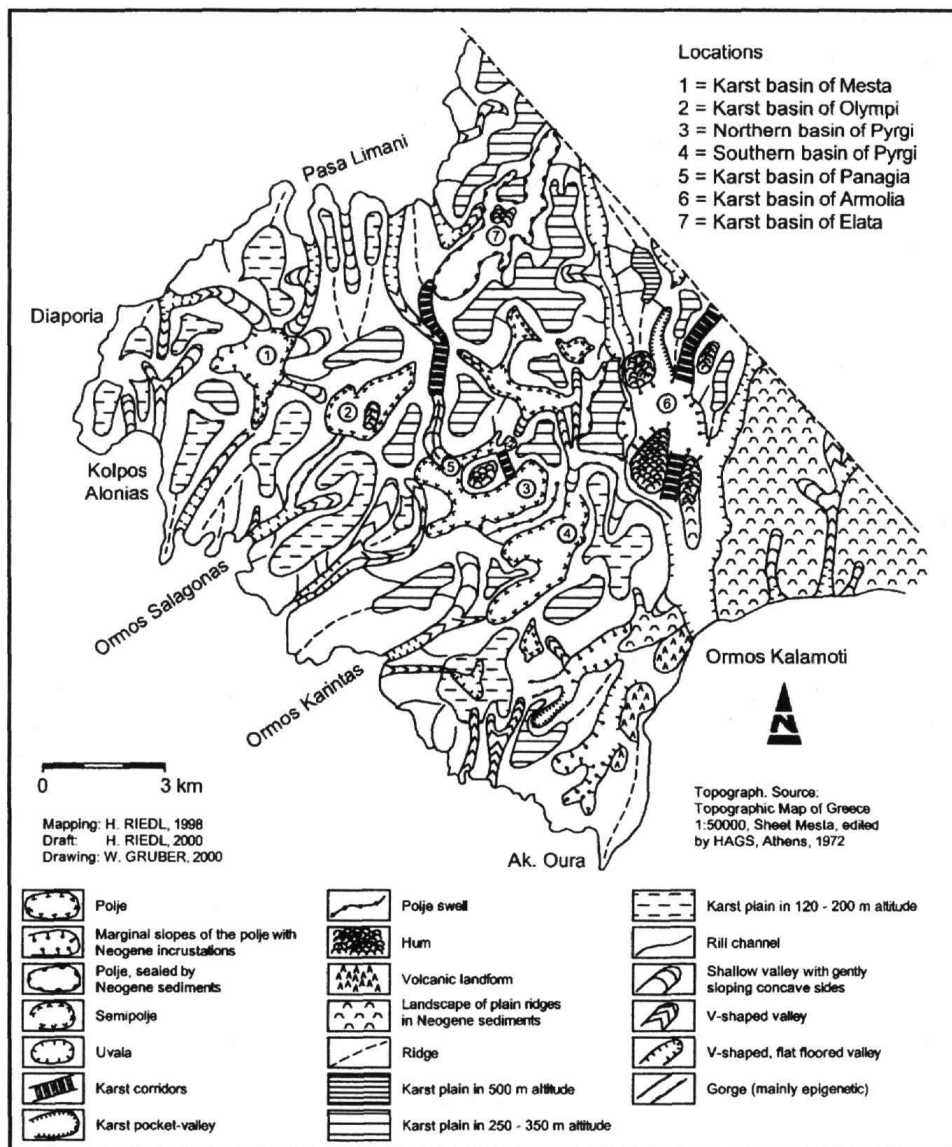 Locations
1 = Karst basin of Mesta
2 = Karst basin of Olympi
3 = Northern basin of Pyrgi
4 = Southern basin of Pyrgi
5 = Karst basin of Panagia
6 = Karst basin of Armolia
7 = Karst basin of Elata
Pasa Limani
Diaporia
Kolpos
Alonias
Ormos Salagonas
Ormos Karintas
Ormos Kalamoti
Ak. Oura
1
2
3
4
5
6
7
N
0 3 km
Mapping: H. RIEDL, 1998
Draft: H. RIEDL, 2000
Drawing: W. GRUBER, 2000
Topograph. Source:
Topographic Map of Greece
1:50000, Sheet Mesta, edited
by HAGS, Athens, 1972
Polje
Marginal slopes of the polje with
Neogene incrustations
Polje, sealed by
Neogene sediments
Semipolje
Uvala
Karst corridors
Karst pocket-valley
Polje swell
Hum
Volcanic landform
Landscape of plain ridges
in Neogene sediments
Ridge
Karst plain in 500 m altitude
Karst plain in 250 - 350 m altitude
Karst plain in 120 - 200 m altitude
Rill channel
Shallow valley with gently
sloping concave sides
V-shaped valley
V-shaped, flat floored valley
Gorge (mainly epigenetic)